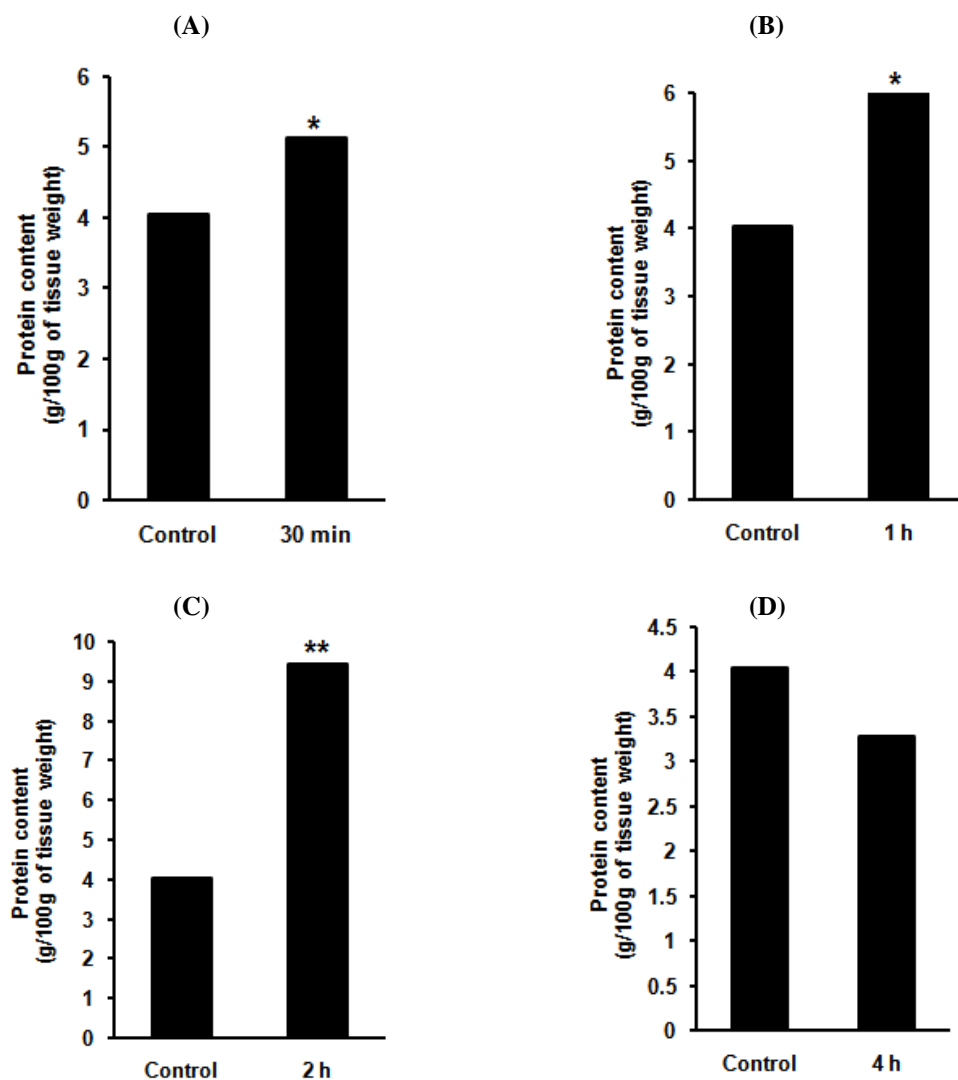 (A)
6
5
4
3
2
1
0
Protein content
(g/100g of tissue weight)
*
Control
30 min
(B)
6
5
4
3
2
1
0
Protein content
(g/100g of tissue weight)
*
Control
1 h
(C)
10
9
8
7
6
5
4
3
2
1
0
Protein content
(g/100g of tissue weight)
**
Control
2 h
(D)
4.5
4
3.5
3
2.5
2
1.5
1
0.5
0
Protein content
(g/100g of tissue weight)
Control
4 h